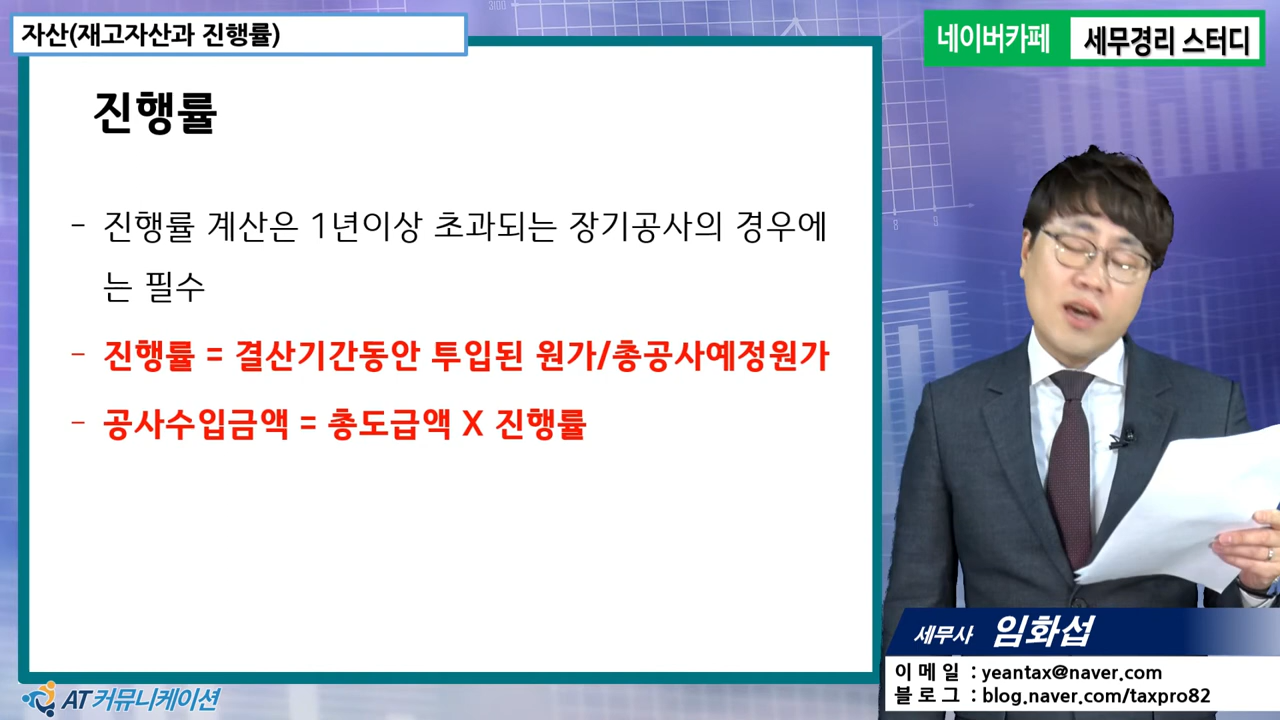 자산(재고자산과 진행률)
네이버카페 세무경리 스터디
진행률
- 진행률 계산은 1년이상 초과되는 장기공사의 경우에
는 필수
- 진행률 = 결산기간동안 투입된 원가/총공사예정원가
- 공사수입금액 = 총도급액 X 진행률
세무사 임화섭
이 메 일 : yeantax@naver.com
블 로 그 : blog.naver.com/taxpro82
AT커뮤니케이션
3100
8 9